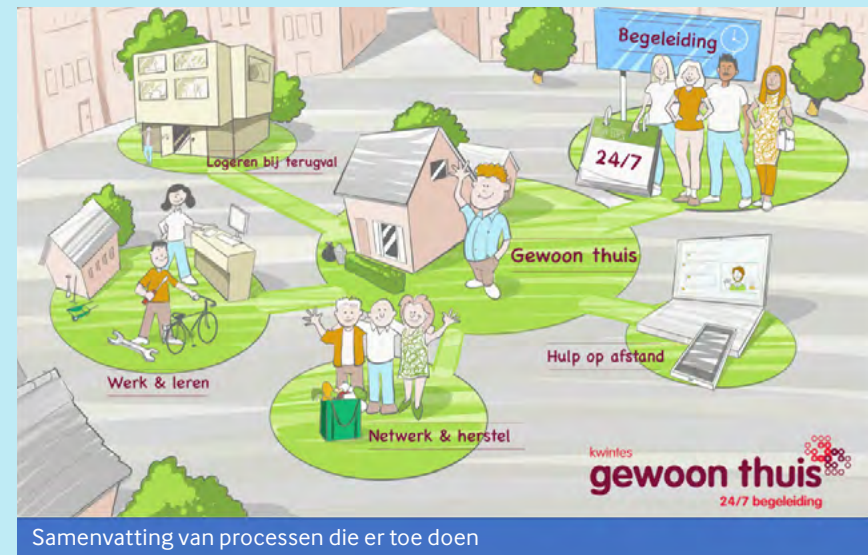 Begeleiding
24/7
Logeren bij terugval
Gewoon thuis
Werk & leren
Hulp op afstand
Netwerk & herstel
kwintes
gewoon thuis
24/7 begeleiding
Samenvatting van processen die er toe doen